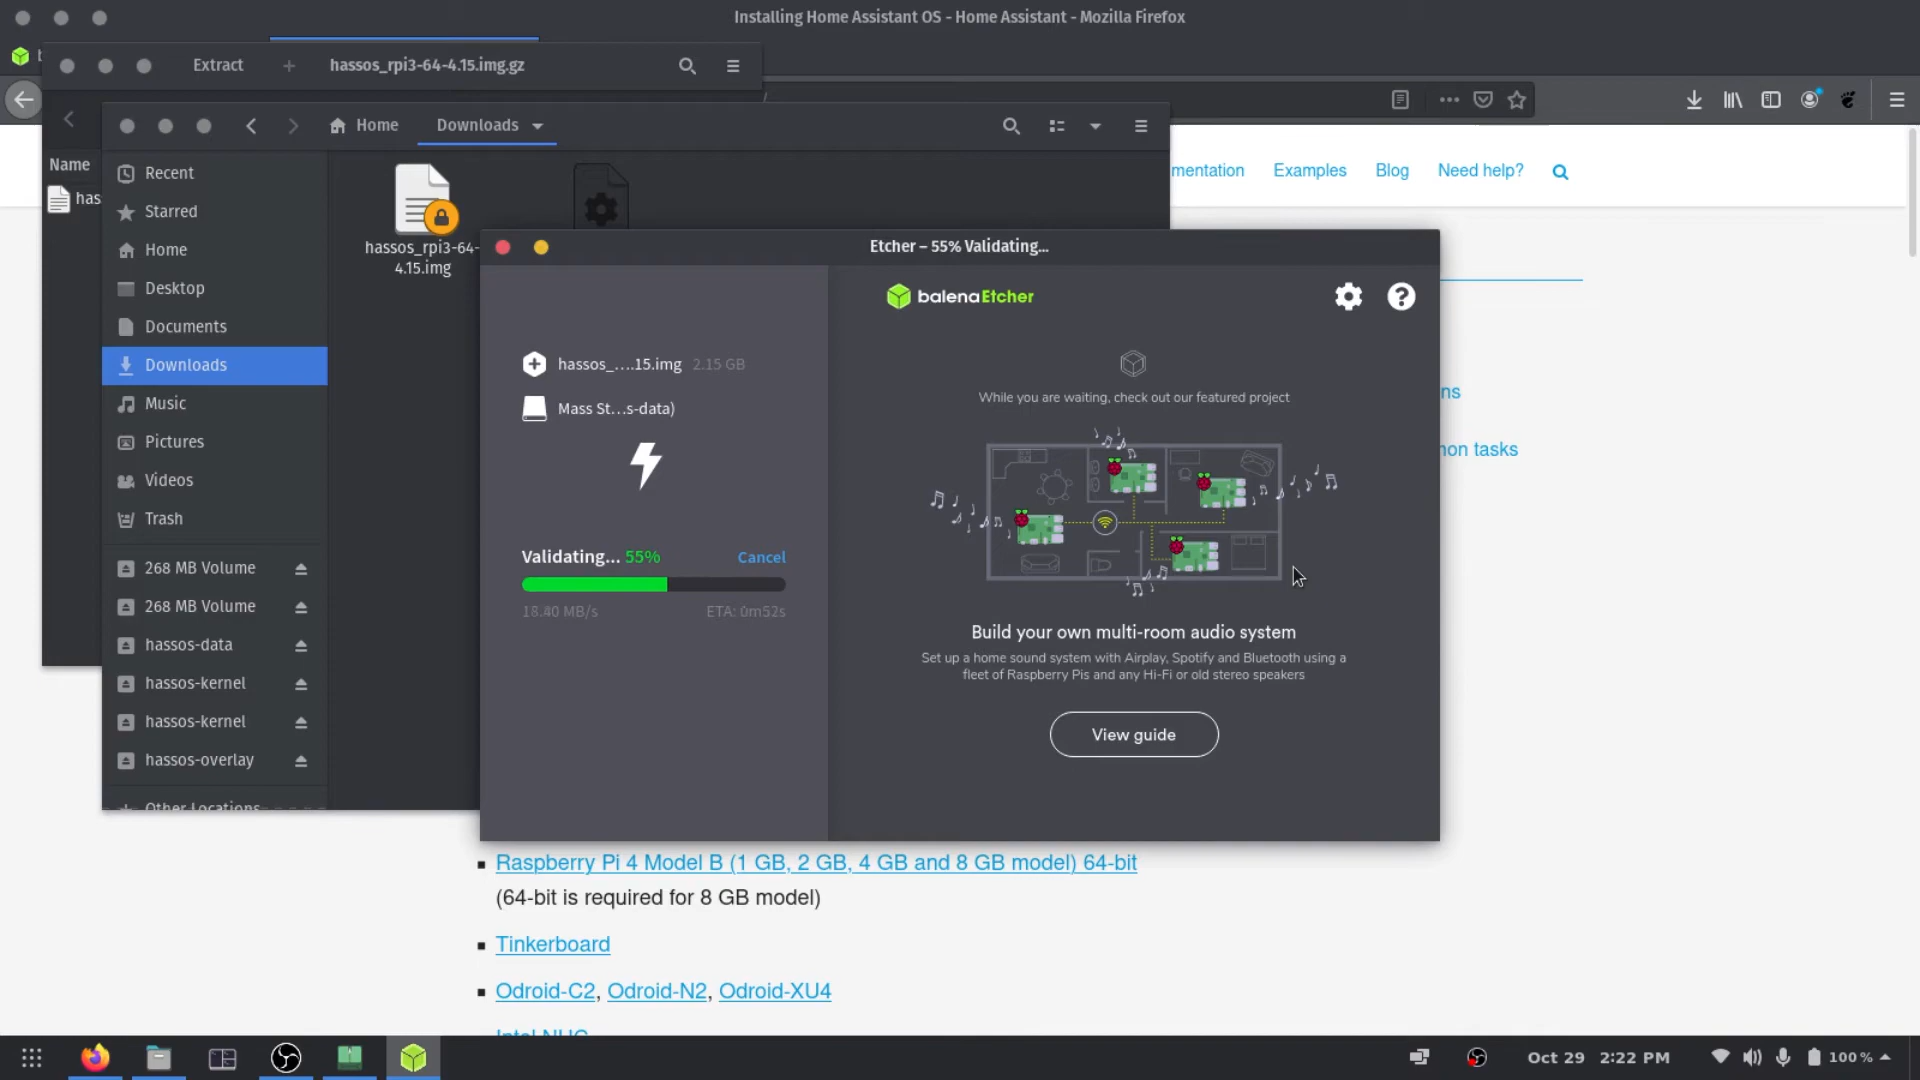 Installing Home Assistant OS - Home Assistant - Mozilla Firefox
Extract
hassos_rpi3-64-4.15.img.gz
Home
Downloads
Name
has
Recent
Starred
Home
Desktop
Documents
Downloads
Music
Pictures
Videos
Trash
268 MB Volume
268 MB Volume
hassos-data
hassos-kernel
hassos-kernel
hassos-overlay
Other Locations
hassos_rpi3-64-
4.15.img
mentation Examples Blog Need help?
ns
non tasks
Etcher – 55% Validating...
hassos_....15.img 2.15 GB
Mass St...s-data)
Validating... 55% Cancel
18.40 MB/s ETA: 0m52s
balenaEtcher
While you are waiting, check out our featured project
Build your own multi-room audio system
Set up a home sound system with Airplay, Spotify and Bluetooth using a
fleet of Raspberry Pis and any Hi-Fi or old stereo speakers
View guide
Raspberry Pi 4 Model B (1 GB, 2 GB, 4 GB and 8 GB model) 64-bit
(64-bit is required for 8 GB model)
Tinkerboard
Odroid-C2, Odroid-N2, Odroid-XU4
Intel NUC
Oct 29 2:22 PM
100 %